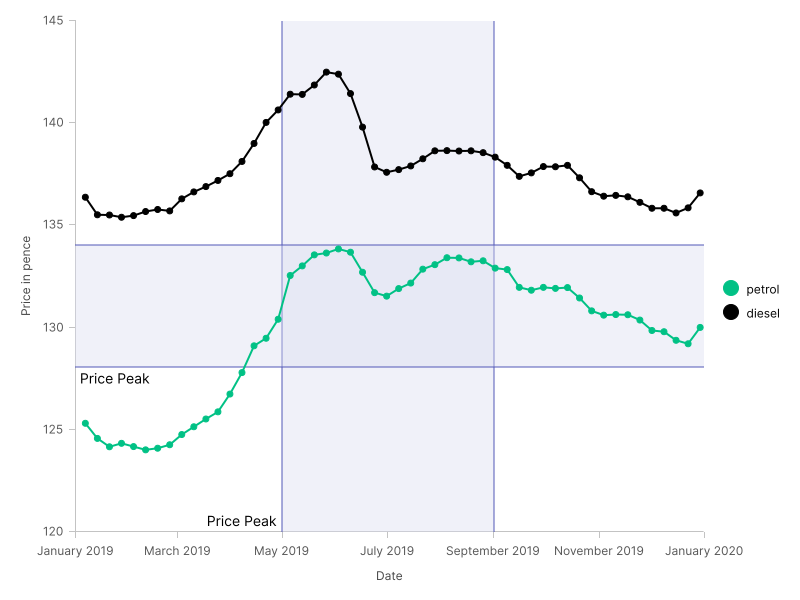 145
140
135
130
125
120
Price in pence
Price Peak
Price Peak
January 2019
March 2019
May 2019
July 2019
September 2019
November 2019
January 2020
Date
petrol
diesel